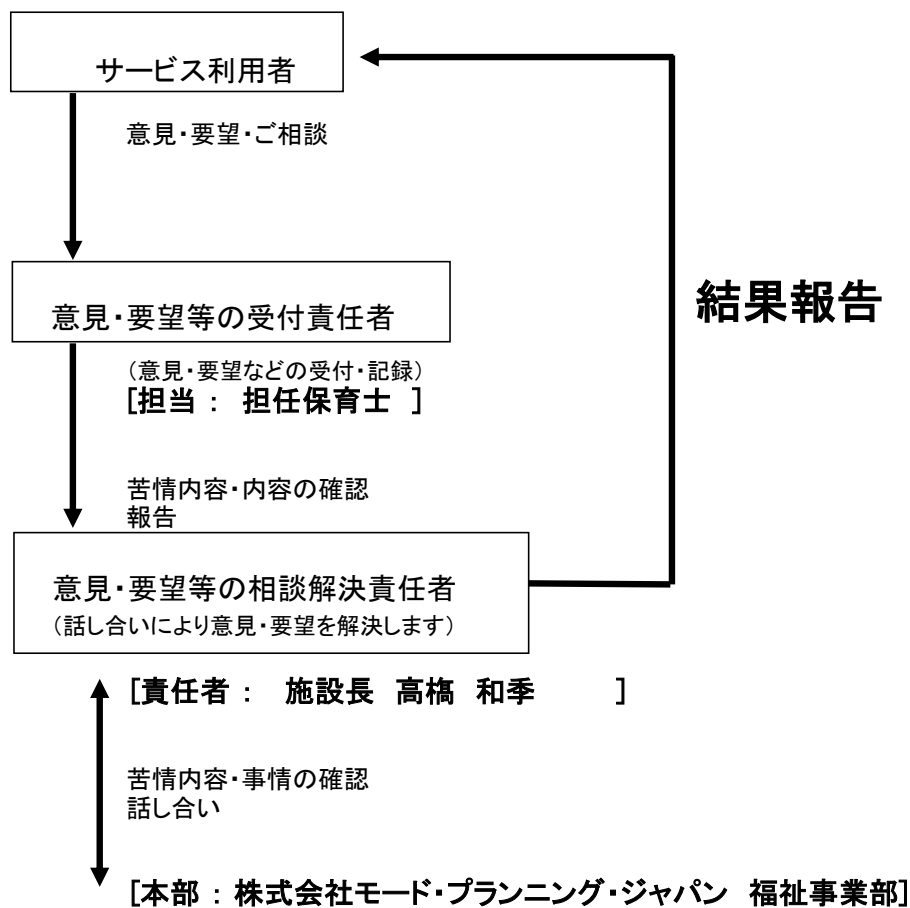 サービス利用者
意見・要望・ご相談
意見・要望等の受付責任者
(意見・要望などの受付・記録)
[担当 : 担任保育士 ]
苦情内容・内容の確認
報告
意見・要望等の相談解決責任者
(話し合いにより意見・要望を解決します)
[責任者 : 施設長 高橋 和季 ]
苦情内容・事情の確認
話し合い
[本部 : 株式会社モード・プランニング・ジャパン 福祉事業部]
結果報告